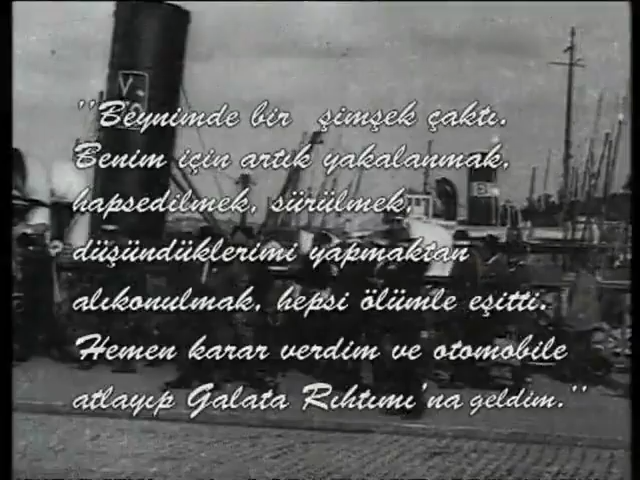 "Beynimde bir şimşek çaktı.
Benim için artık yakalanmak,
hapsedilmek, sürülmek,
düşündüklerimi yapmaktan
alıkonulmak, hepsi ölümle eşitti.
Hemen karar verdim ve otomobile
atlayıp Galata Rıhtımı'na geldim."